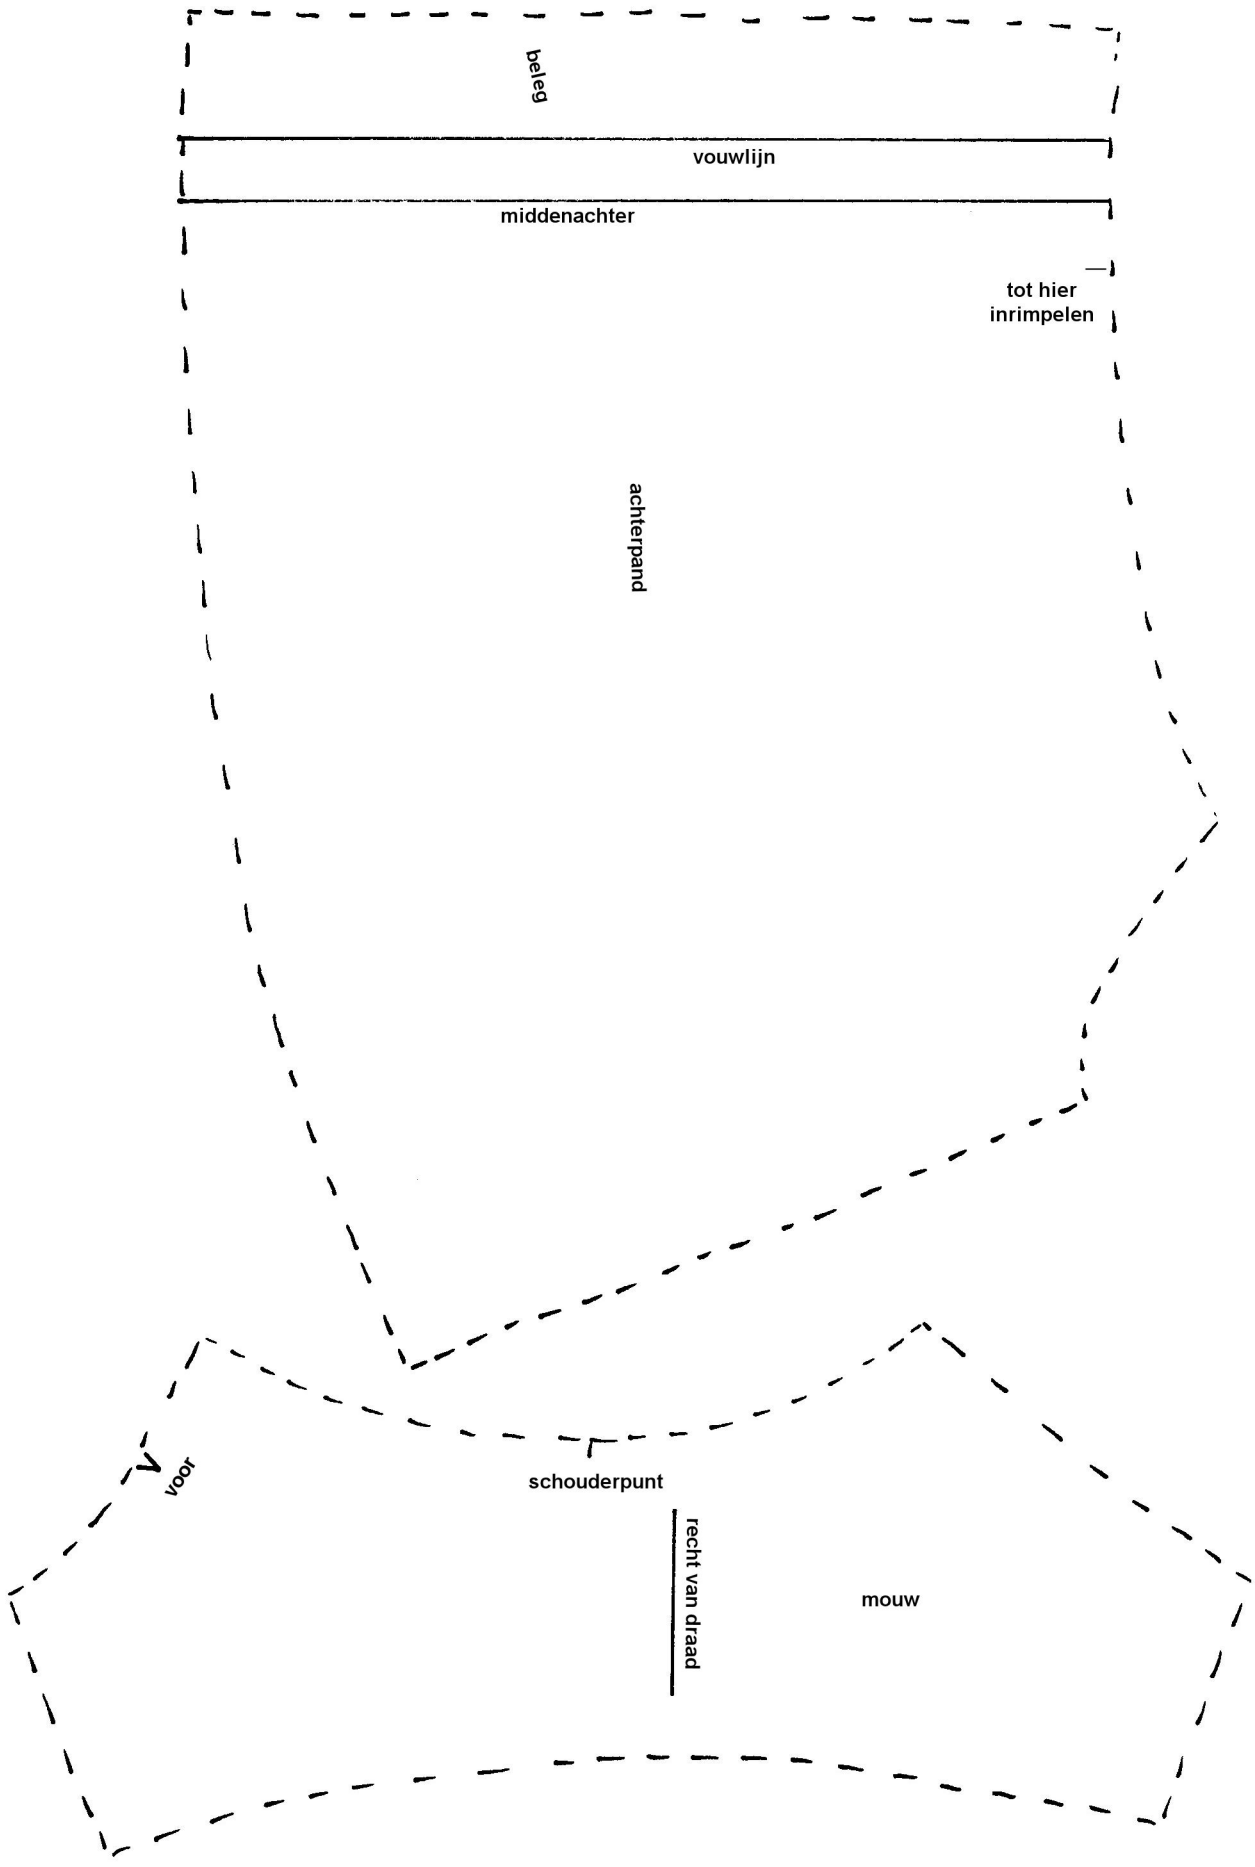 beleg
vouwlijn
middenachter
tot hier
inrimpelen
achterpand
voor
schouderpunt
recht van draad
mouw